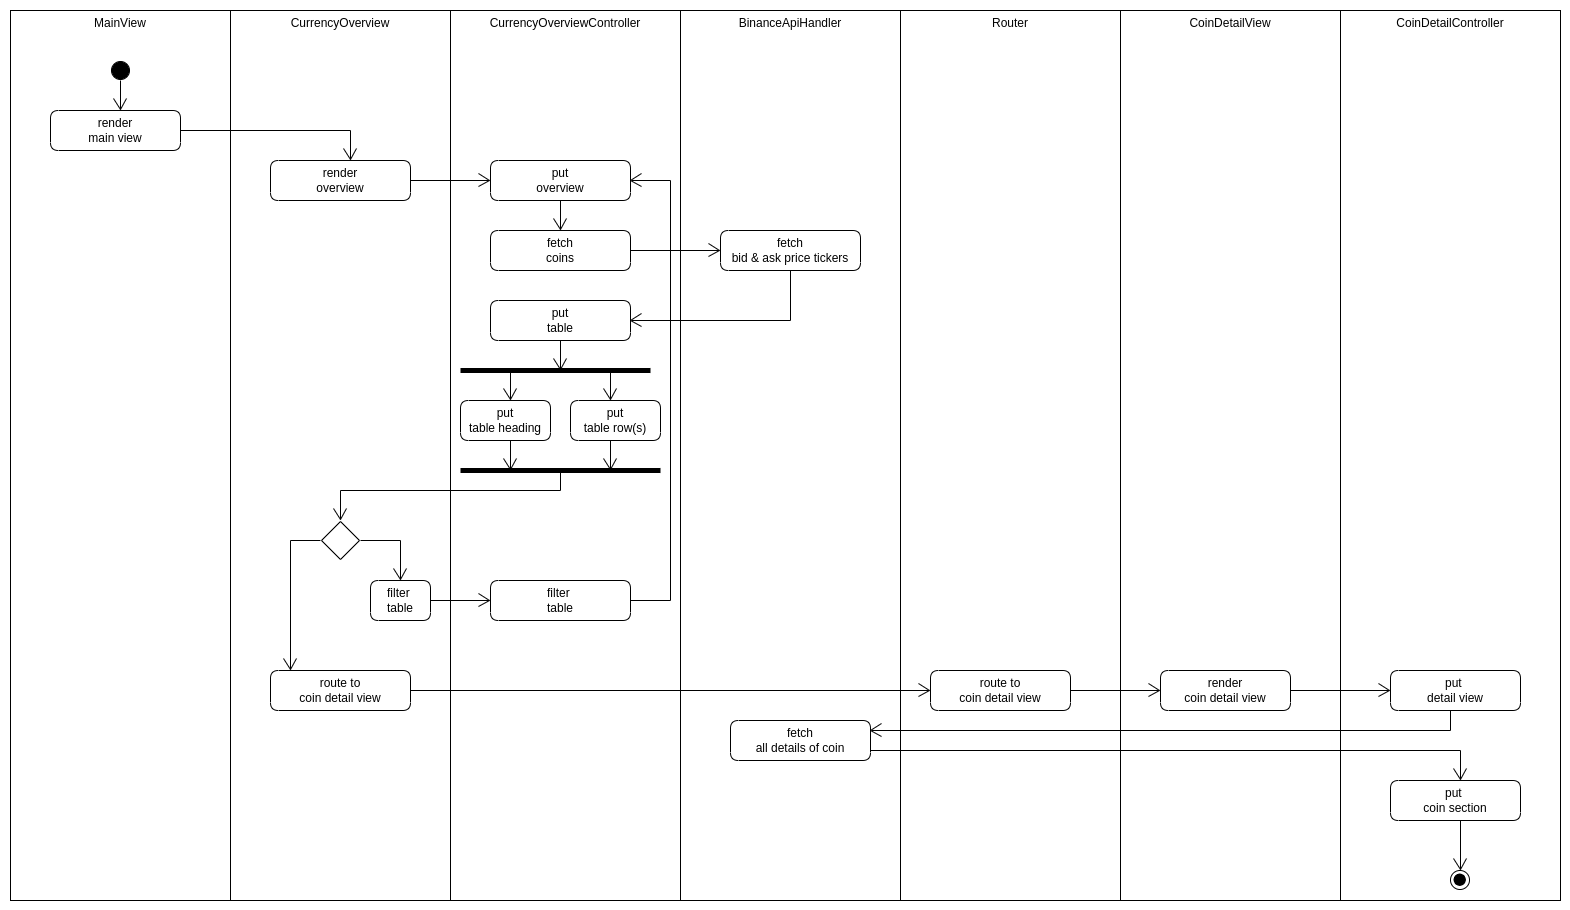 MainView
CurrencyOverview
CurrencyOverviewController
BinanceApiHandler
Router
CoinDetailView
CoinDetailController
render
main view
render
overview
put
overview
fetch
coins
fetch
bid & ask price tickers
put
table
put
table heading
put
table row(s)
filter
table
filter
table
route to
coin detail view
route to
coin detail view
render
coin detail view
put
detail view
fetch
all details of coin
put
coin section